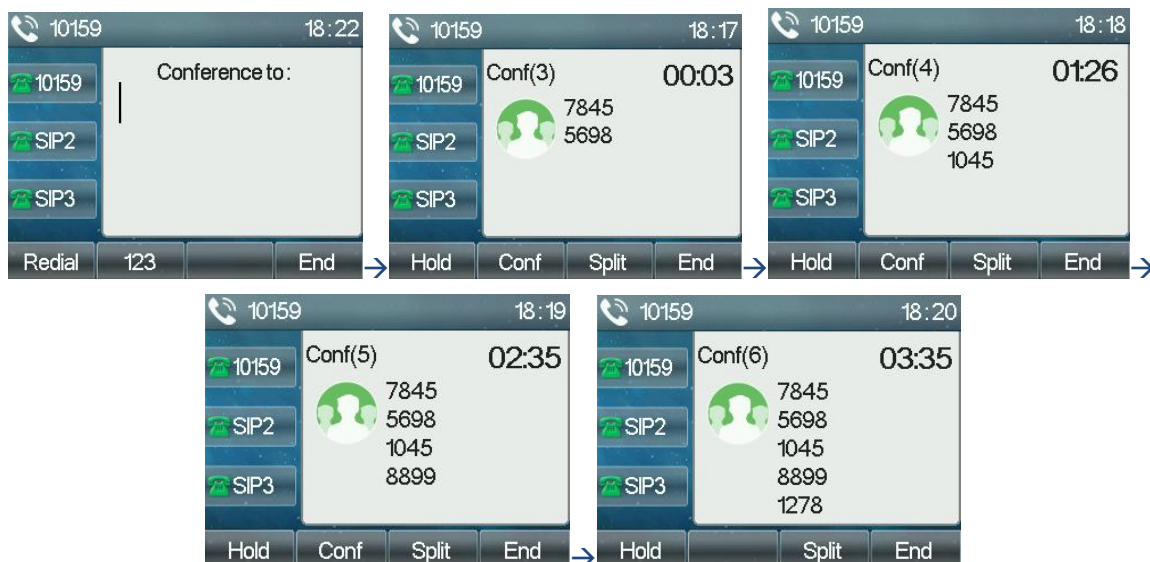 10159 18:22
Conference to:
10159
SIP2
SIP3
Redial 123 End
→
10159 18:17
Conf(3) 00:03
10159
7845
5698
SIP2
SIP3
Hold Conf Split End
→
10159 18:18
Conf(4) 01:26
10159
7845
5698
1045
SIP2
SIP3
Hold Conf Split End
→
10159 18:19
Conf(5) 02:35
10159
7845
5698
1045
8899
SIP2
SIP3
Hold Conf Split End
→
10159 18:20
Conf(6) 03:35
10159
7845
5698
1045
8899
1278
SIP2
SIP3
Hold Split End